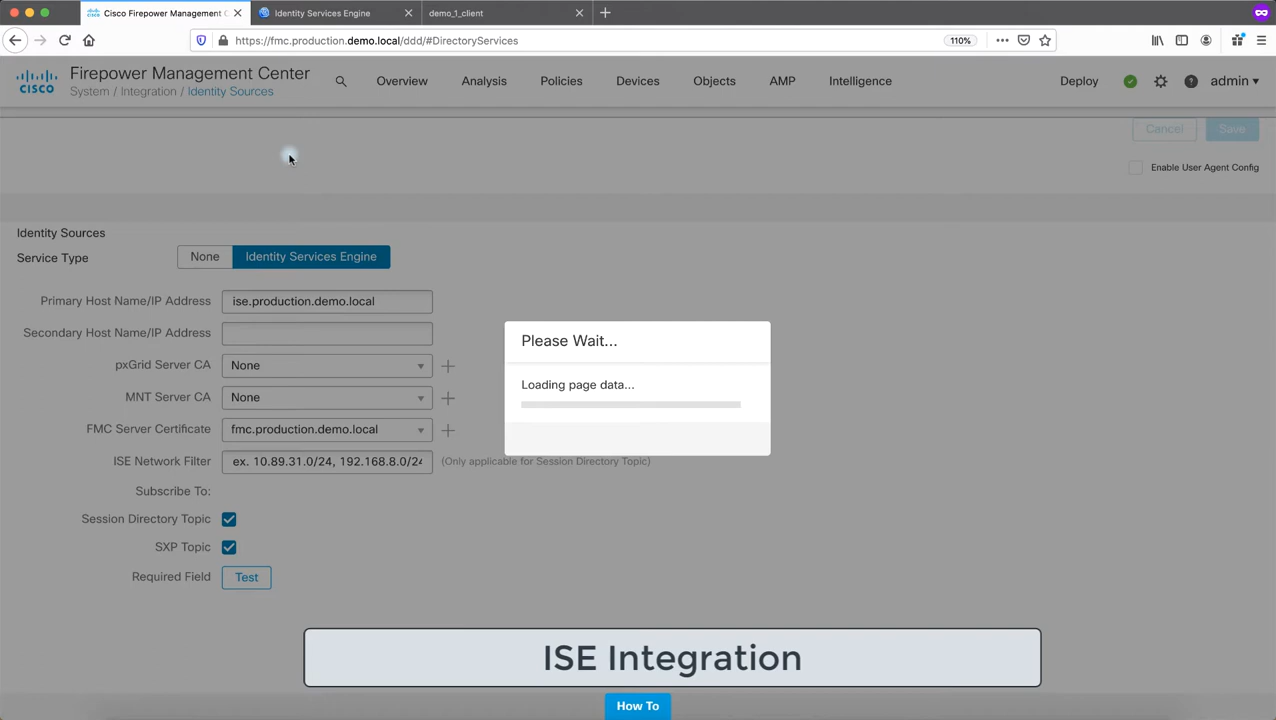 Cisco Firepower Management C
Identity Services Engine
demo_1_client
https://fmc.production.demo.local/ddd/#DirectoryServices
110%
CISCO
Firepower Management Center
System / Integration / Identity Sources
Overview
Analysis
Policies
Devices
Objects
AMP
Intelligence
Deploy
admin
Cancel
Save
Enable User Agent Config
Identity Sources
Service Type
None
Identity Services Engine
Primary Host Name/IP Address
ise.production.demo.local
Secondary Host Name/IP Address
pxGrid Server CA
None
MNT Server CA
None
FMC Server Certificate
fmc.production.demo.local
ISE Network Filter
ex. 10.89.31.0/24, 192.168.8.0/24
(Only applicable for Session Directory Topic)
Subscribe To:
Session Directory Topic
SXP Topic
Required Field
Test
Please Wait...
Loading page data...
ISE Integration
How To